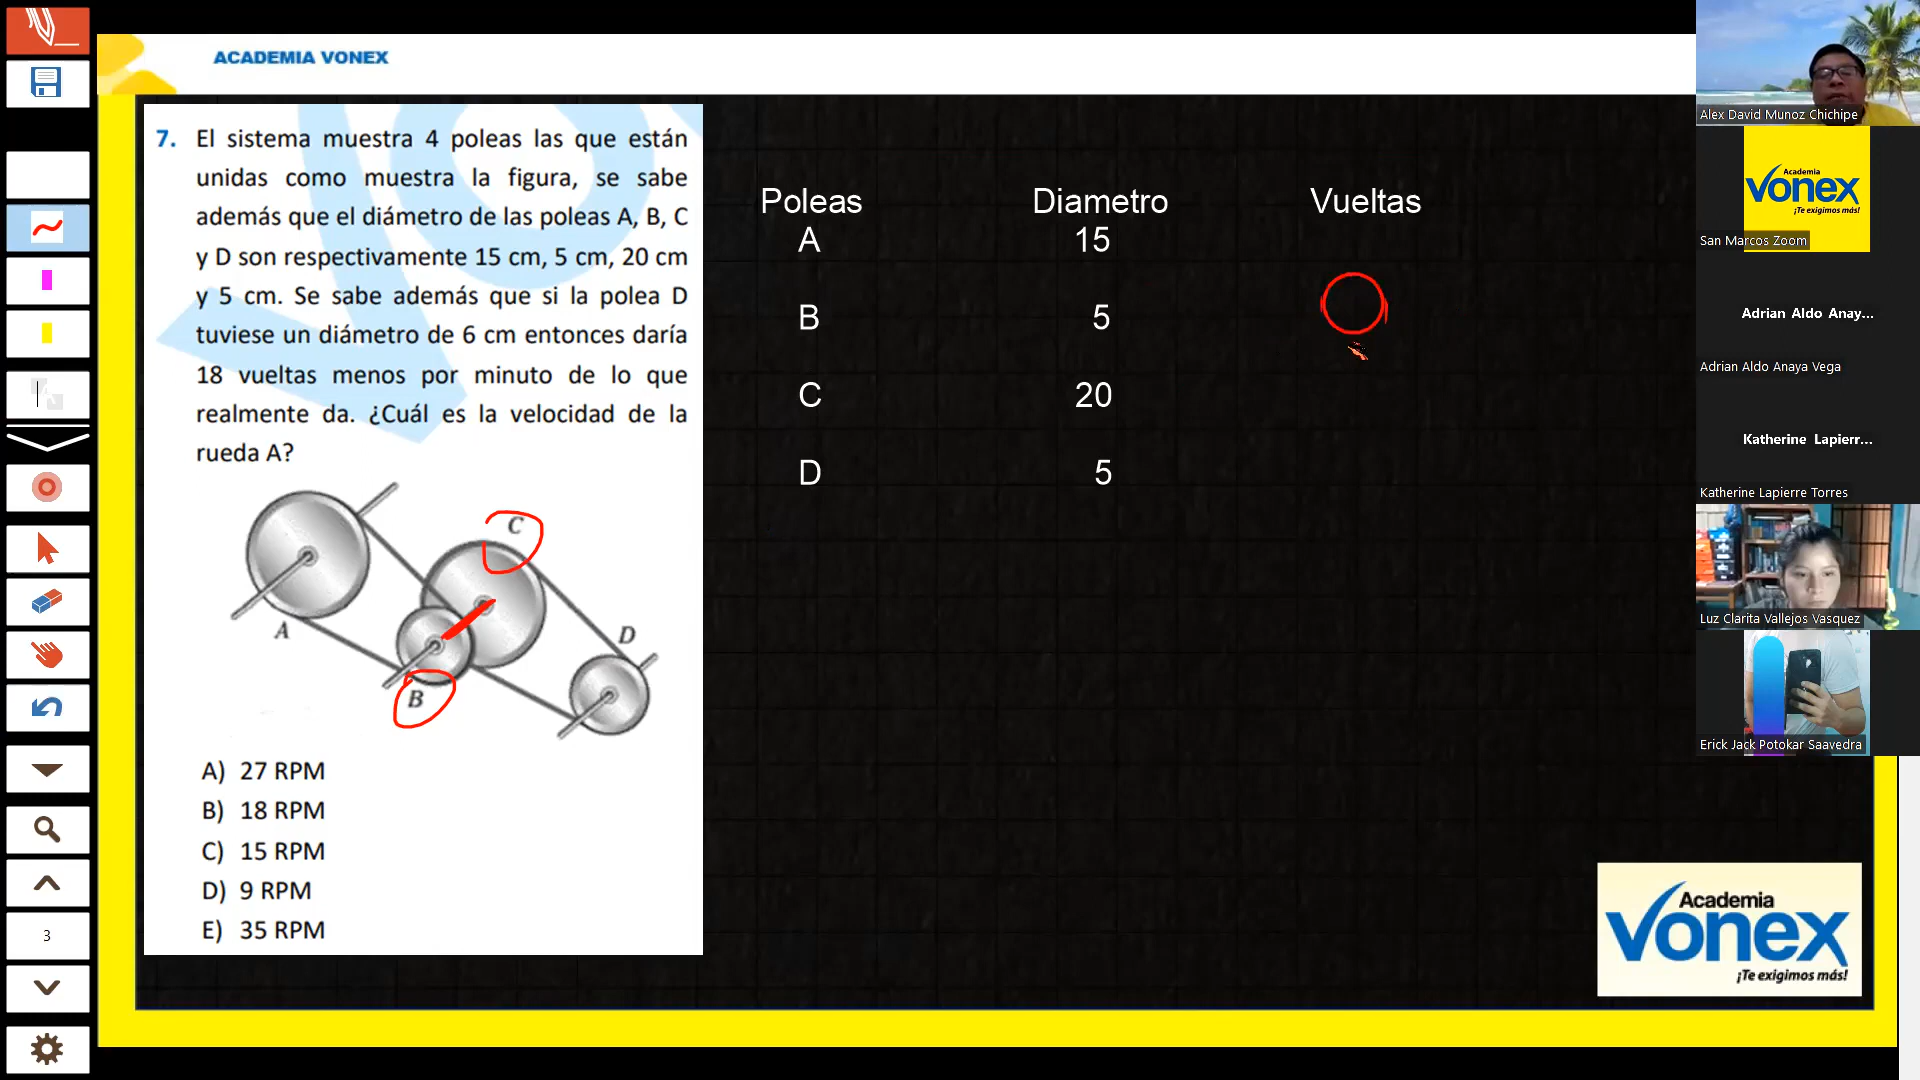 ACADEMIA VONEX
7. El sistema muestra 4 poleas las que están
unidas como muestra la figura, se sabe
además que el diámetro de las poleas A, B, C
y D son respectivamente 15 cm, 5 cm, 20 cm
y 5 cm. Se sabe además que si la polea D
tuviese un diámetro de 6 cm entonces daría
18 vueltas menos por minuto de lo que
realmente da. ¿Cuál es la velocidad de la
rueda A?
C
A
D
B
A) 27 RPM
B) 18 RPM
C) 15 RPM
D) 9 RPM
E) 35 RPM
Poleas Diametro Vueltas
A 15
B 5
C 20
D 5
3
Alex David Munoz Chichipe
Academia
vonex
¡Te exigimos más!
San Marcos Zoom
Adrian Aldo Anay...
Adrian Aldo Anaya Vega
Katherine Lapierr...
Katherine Lapierre Torres
Luz Clarita Vallejos Vasquez
Erick Jack Potokar Saavedra
Academia
vonex
¡Te exigimos más!